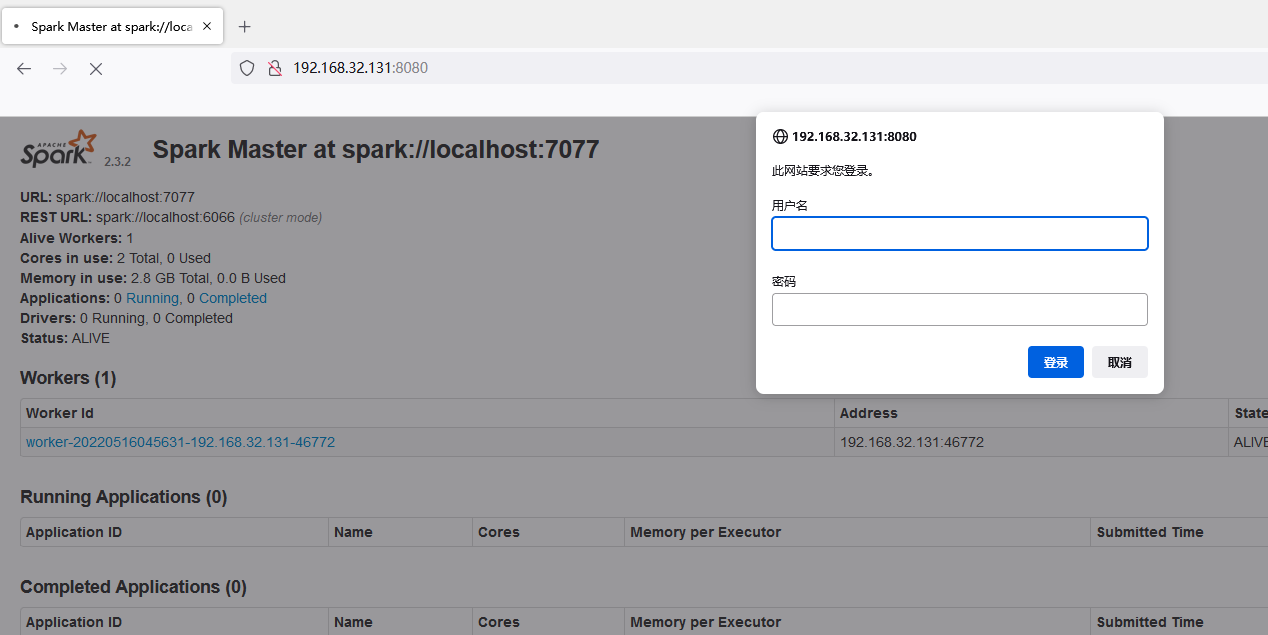 Spark Master at spark://loca
192.168.32.131:8080
APACHE Spark 2.3.2 Spark Master at spark://localhost:7077
URL: spark://localhost:7077
REST URL: spark://localhost:6066 (cluster mode)
Alive Workers: 1
Cores in use: 2 Total, 0 Used
Memory in use: 2.8 GB Total, 0.0 B Used
Applications: 0 Running, 0 Completed
Drivers: 0 Running, 0 Completed
Status: ALIVE
Workers (1)
Worker Id Address State
worker-20220516045631-192.168.32.131-46772 192.168.32.131:46772 ALIVE
Running Applications (0)
Application ID Name Cores Memory per Executor Submitted Time
Completed Applications (0)
Application ID Name Cores Memory per Executor Submitted Time
192.168.32.131:8080
此网站要求您登录。
用户名
密码
登录 取消